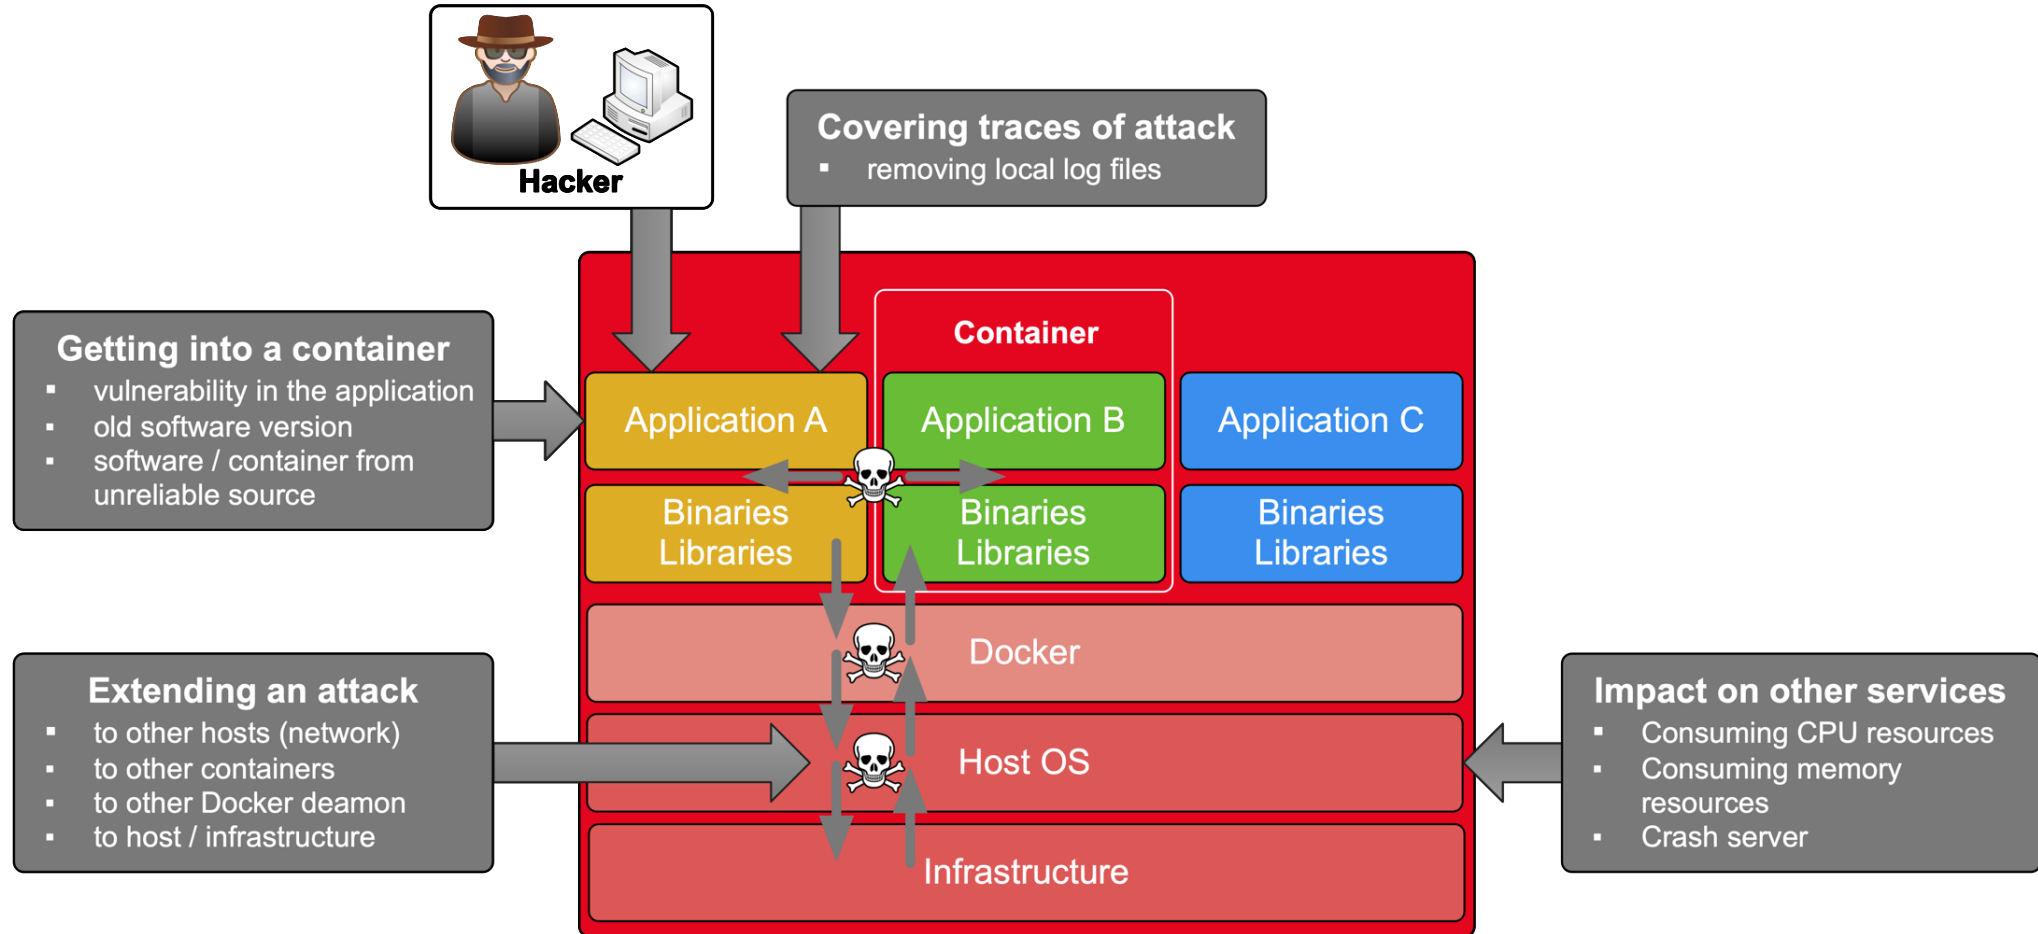 Hacker
Covering traces of attack
▪ removing local log files
Getting into a container
▪ vulnerability in the application
▪ old software version
▪ software / container from
unreliable source
Container
Application A
Application B
Application C
Binaries
Libraries
Binaries
Libraries
Binaries
Libraries
Docker
Host OS
Infrastructure
Extending an attack
▪ to other hosts (network)
▪ to other containers
▪ to other Docker deamon
▪ to host / infrastructure
Impact on other services
▪ Consuming CPU resources
▪ Consuming memory
resources
▪ Crash server